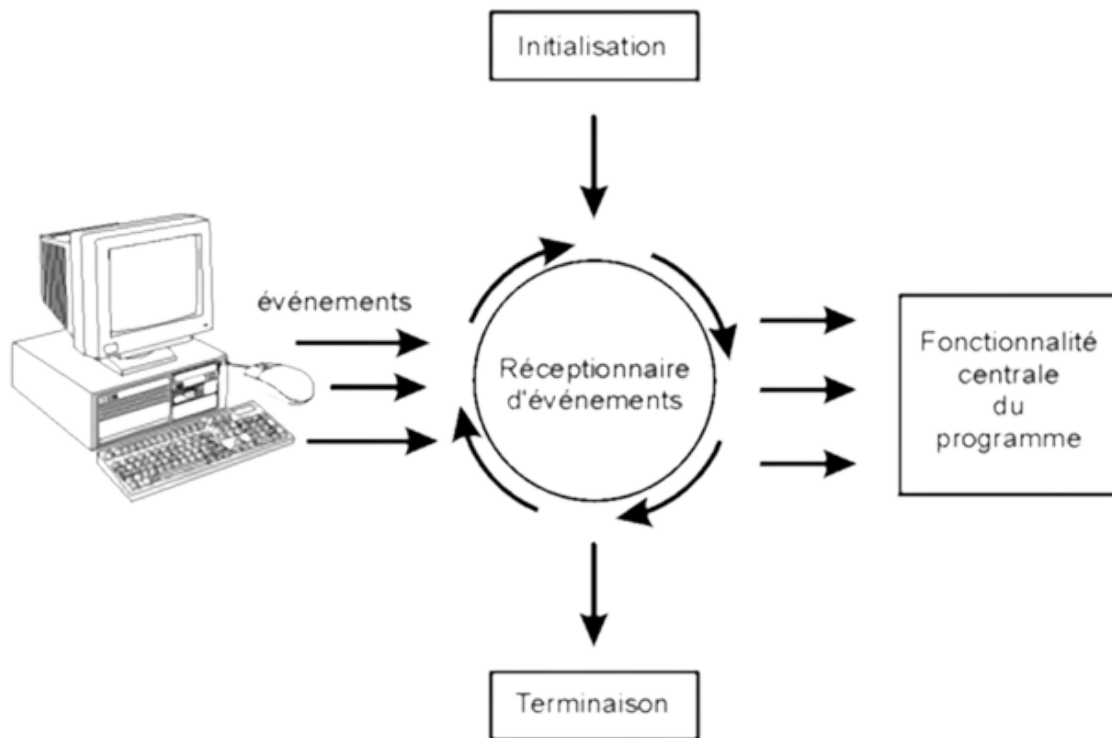 Initialisation
événements
Réceptionnaire
d'événements
Fonctionnalité
centrale
du
programme
Terminaison